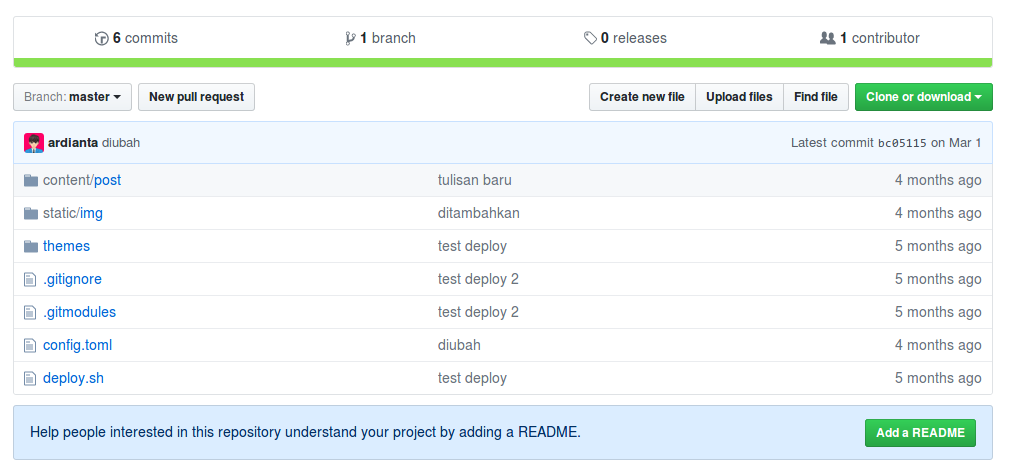 6 commits 1 branch 0 releases 1 contributor
Branch: master New pull request Create new file Upload files Find file Clone or download
ardianta diubah Latest commit bc05115 on Mar 1
content/post tulisan baru 4 months ago
static/img ditambahkan 4 months ago
themes test deploy 5 months ago
.gitignore test deploy 2 5 months ago
.gitmodules test deploy 2 5 months ago
config.toml diubah 4 months ago
deploy.sh test deploy 5 months ago
Help people interested in this repository understand your project by adding a README. Add a README